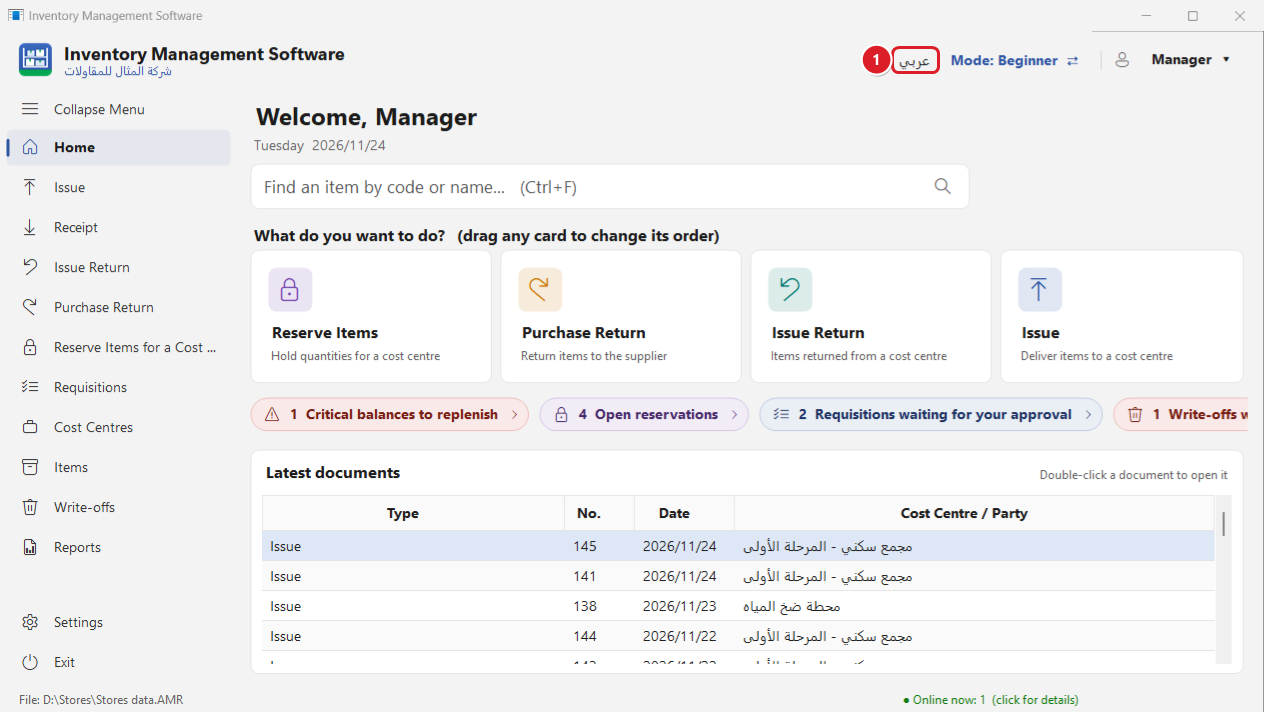 Inventory Management Software
Inventory Management Software
شركة المثال للمقاولات
1
عربي
Mode: Beginner
Manager
Collapse Menu
Home
Issue
Receipt
Issue Return
Purchase Return
Reserve Items for a Cost ...
Requisitions
Cost Centres
Items
Write-offs
Reports
Settings
Exit
Welcome, Manager
Tuesday 2026/11/24
Find an item by code or name... (Ctrl+F)
What do you want to do? (drag any card to change its order)
Reserve Items
Hold quantities for a cost centre
Purchase Return
Return items to the supplier
Issue Return
Items returned from a cost centre
Issue
Deliver items to a cost centre
1 Critical balances to replenish
4 Open reservations
2 Requisitions waiting for your approval
1 Write-offs
Latest documents
Double-click a document to open it
Type No. Date Cost Centre / Party
Issue 145 2026/11/24 مجمع سكني - المرحلة الأولى
Issue 141 2026/11/24 مجمع سكني - المرحلة الأولى
Issue 138 2026/11/23 محطة ضخ المياه
Issue 144 2026/11/22 مجمع سكني - المرحلة الأولى
File: D:\Stores\Stores data.AMR
Online now: 1 (click for details)